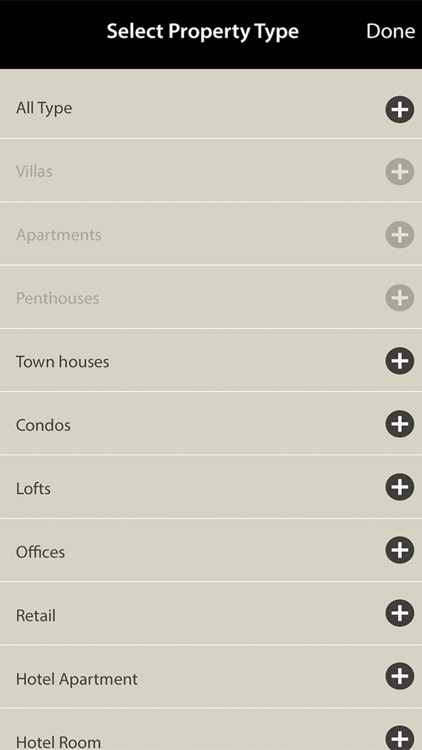 Select Property Type Done
All Type
Villas
Apartments
Penthouses
Town houses
Condos
Lofts
Offices
Retail
Hotel Apartment
Hotel Room